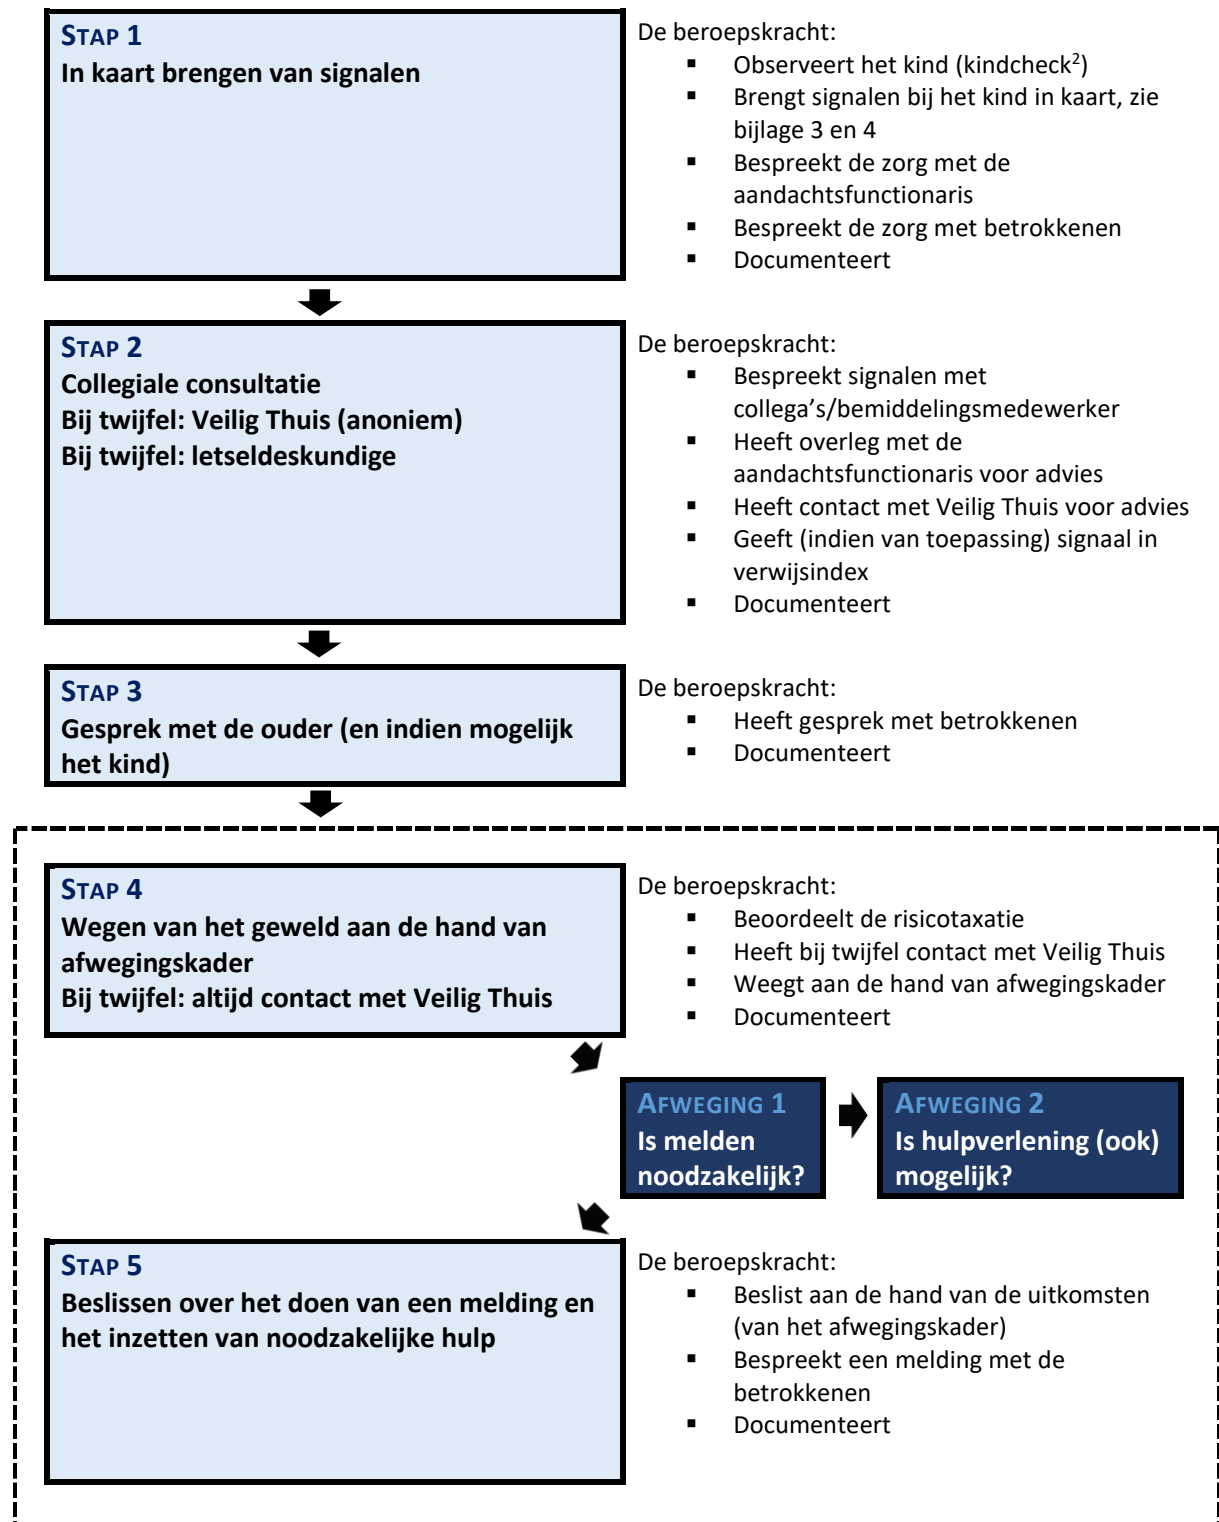 STAP 1
In kaart brengen van signalen
De beroepskracht:
▪ Observeert het kind (kindcheck²)
▪ Brengt signalen bij het kind in kaart, zie
bijlage 3 en 4
▪ Bespreekt de zorg met de
aandachtsfunctionaris
▪ Bespreekt de zorg met betrokkenen
▪ Documenteert
STAP 2
Collegiale consultatie
Bij twijfel: Veilig Thuis (anoniem)
Bij twijfel: letseldeskundige
De beroepskracht:
▪ Bespreekt signalen met
collega’s/bemiddelingsmedewerker
▪ Heeft overleg met de
aandachtsfunctionaris voor advies
▪ Heeft contact met Veilig Thuis voor advies
▪ Geeft (indien van toepassing) signaal in
verwijsindex
▪ Documenteert
STAP 3
Gesprek met de ouder (en indien mogelijk
het kind)
De beroepskracht:
▪ Heeft gesprek met betrokkenen
▪ Documenteert
STAP 4
Wegen van het geweld aan de hand van
afwegingskader
Bij twijfel: altijd contact met Veilig Thuis
De beroepskracht:
▪ Beoordeelt de risicotaxatie
▪ Heeft bij twijfel contact met Veilig Thuis
▪ Weegt aan de hand van afwegingskader
▪ Documenteert
AFWEGING 1
Is melden
noodzakelijk?
AFWEGING 2
Is hulpverlening (ook)
mogelijk?
STAP 5
Beslissen over het doen van een melding en
het inzetten van noodzakelijke hulp
De beroepskracht:
▪ Beslist aan de hand van de uitkomsten
(van het afwegingskader)
▪ Bespreekt een melding met de
betrokkenen
▪ Documenteert